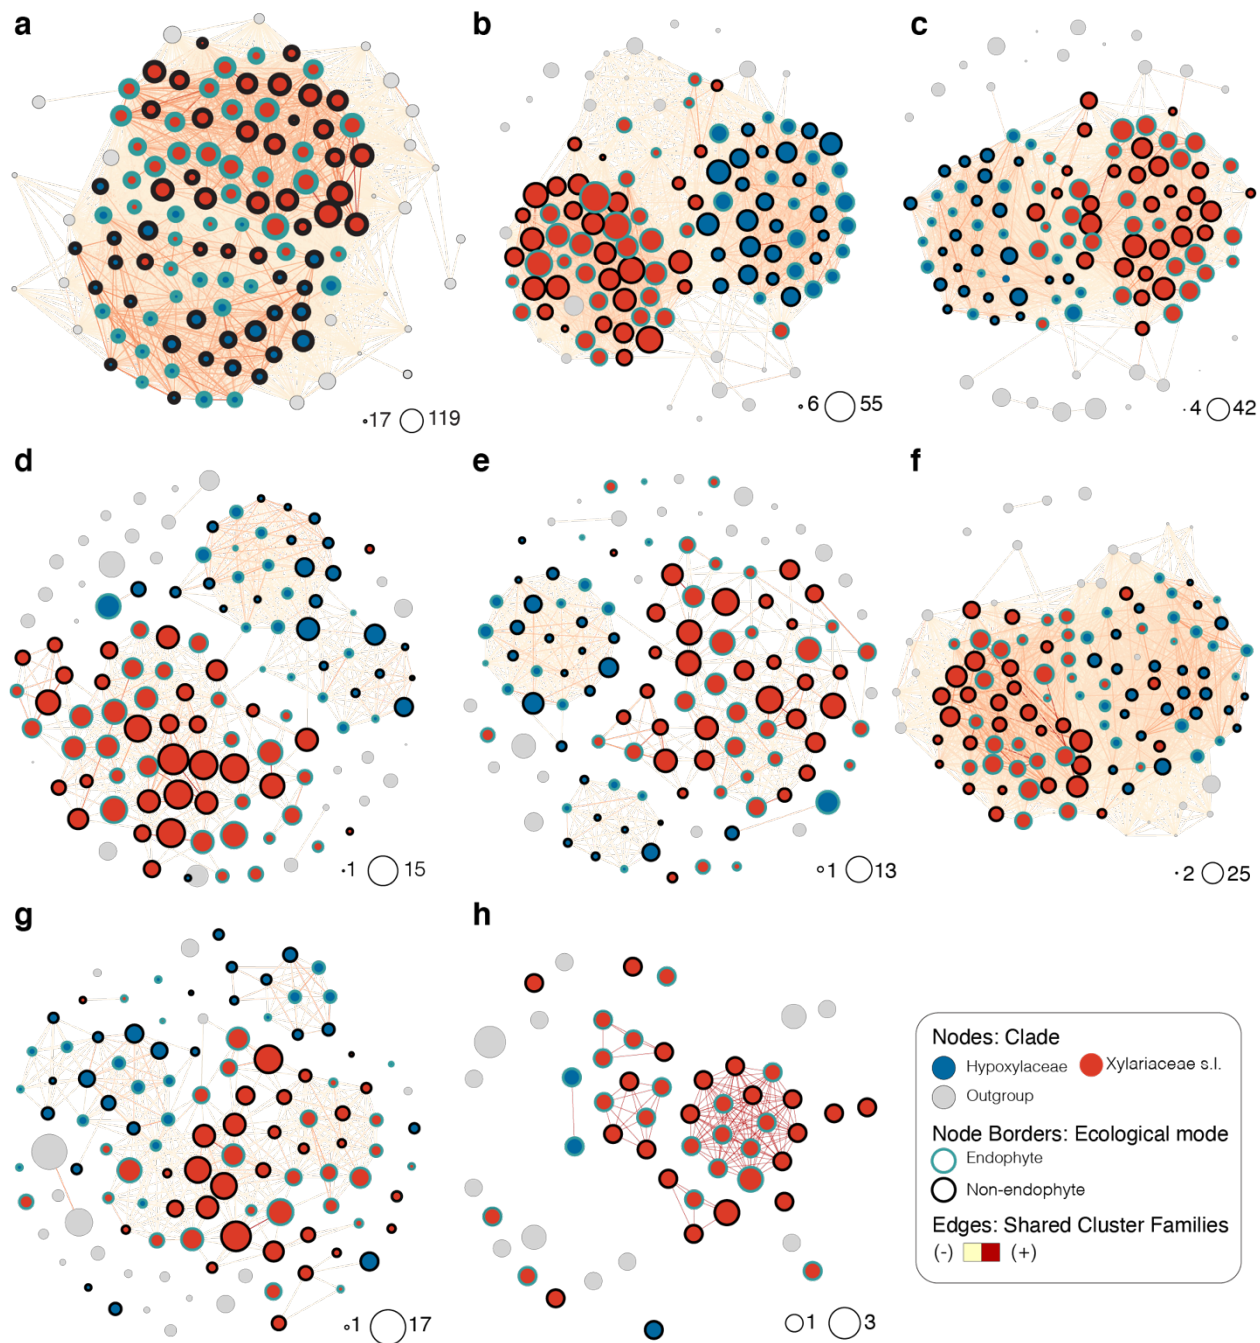 a
b
c
17 119
6 55
4 42
d
e
f
1 15
1 13
2 25
g
h
1 17
1 3
Nodes: Clade
Hypoxylaceae Xylariaceae s.l.
Outgroup
Node Borders: Ecological mode
Endophyte
Non-endophyte
Edges: Shared Cluster Families
(-) (+)